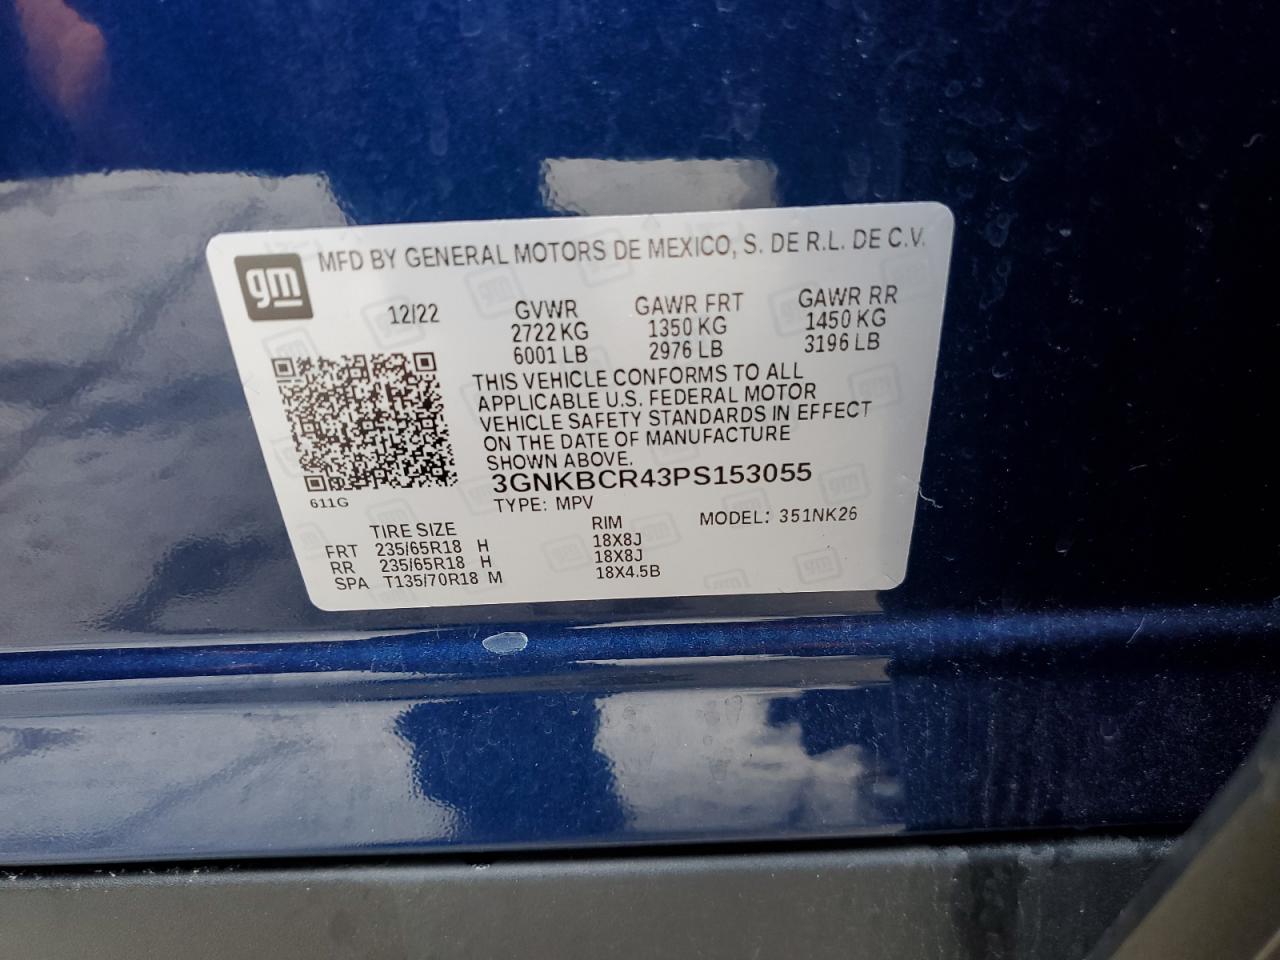 gm MFD BY GENERAL MOTORS DE MEXICO, S. DE R.L. DE C.V.
12/22 GVWR GAWR FRT GAWR RR
2722 KG 1350 KG 1450 KG
6001 LB 2976 LB 3196 LB
THIS VEHICLE CONFORMS TO ALL
APPLICABLE U.S. FEDERAL MOTOR
VEHICLE SAFETY STANDARDS IN EFFECT
ON THE DATE OF MANUFACTURE
SHOWN ABOVE.
3GNKBCR43PS153055
611G TYPE: MPV
TIRE SIZE RIM MODEL: 351NK26
FRT 235/65R18 H 18X8J
RR 235/65R18 H 18X8J
SPA T135/70R18 M 18X4.5B